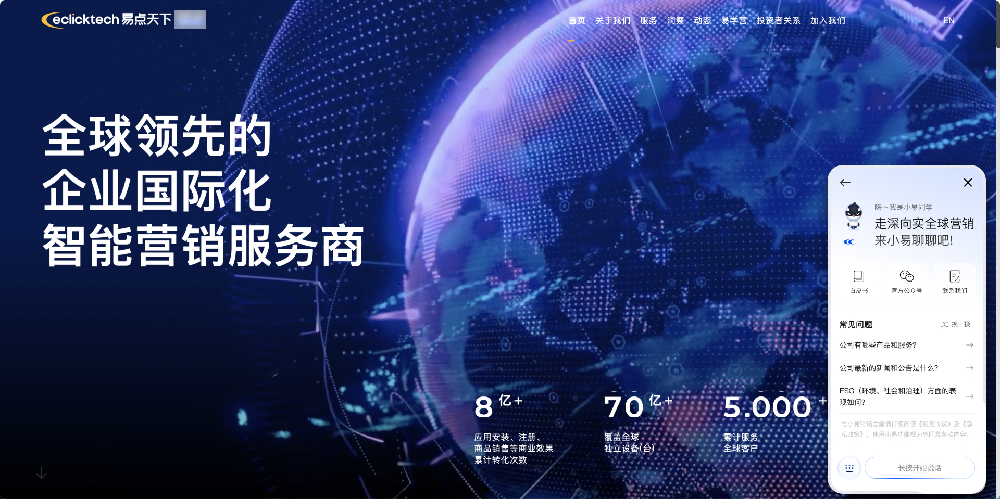 eclicktech 易点天下
首页 关于我们 服务 洞察 动态 易学营 投资者关系 加入我们 EN
全球领先的
企业国际化
智能营销服务商
8 亿+
应用安装、注册、
商品销售等商业效果
累计转化次数
70 亿+
覆盖全球
独立设备(台)
5.000 +
累计服务
全球客户
嗨～我是小易同学
走深向实全球营销
来小易聊聊吧!
白皮书 官方公众号 联系我们
常见问题 换一换
公司有哪些产品和服务?
公司最新的新闻和公告是什么?
ESG（环境、社会和治理）方面的表
现如何?
与小易对话之前请仔细阅读《服务协议》及《隐
私政策》，使用小易功能视为您同意条款内容。
长按开始说话